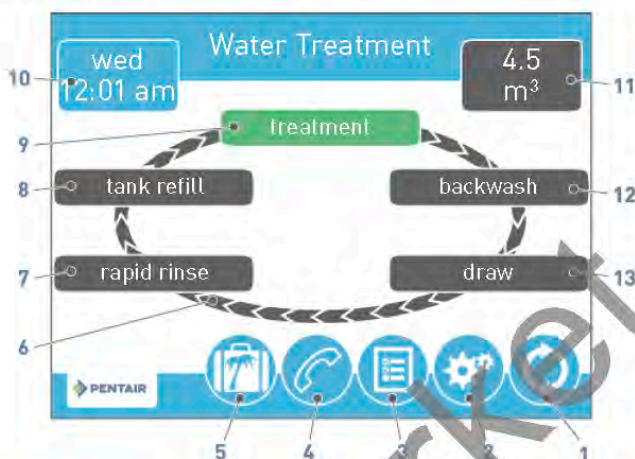 Water Treatment
wed
12:01 am
4.5
m³
10
11
treatment
9
8
tank refill
backwash
12
7
rapid rinse
draw
13
6
PENTAIR
5
4
3
2
1